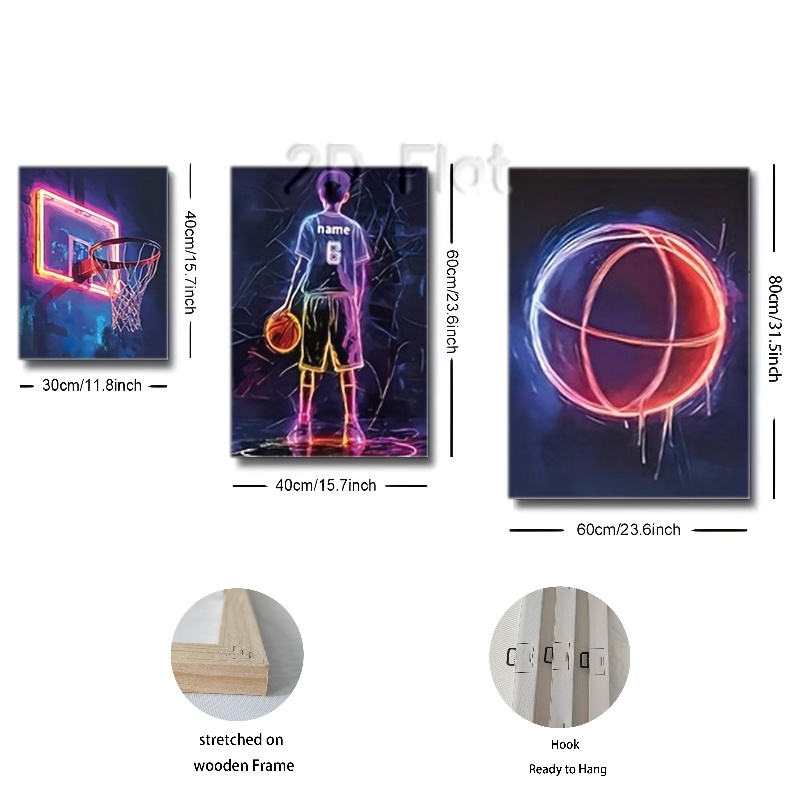 2D Flat
name
8
40cm/15.7inch
30cm/11.8inch
60cm/23.6inch
40cm/15.7inch
80cm/31.5inch
60cm/23.6inch
stretched on
wooden Frame
Hook
Ready to Hang